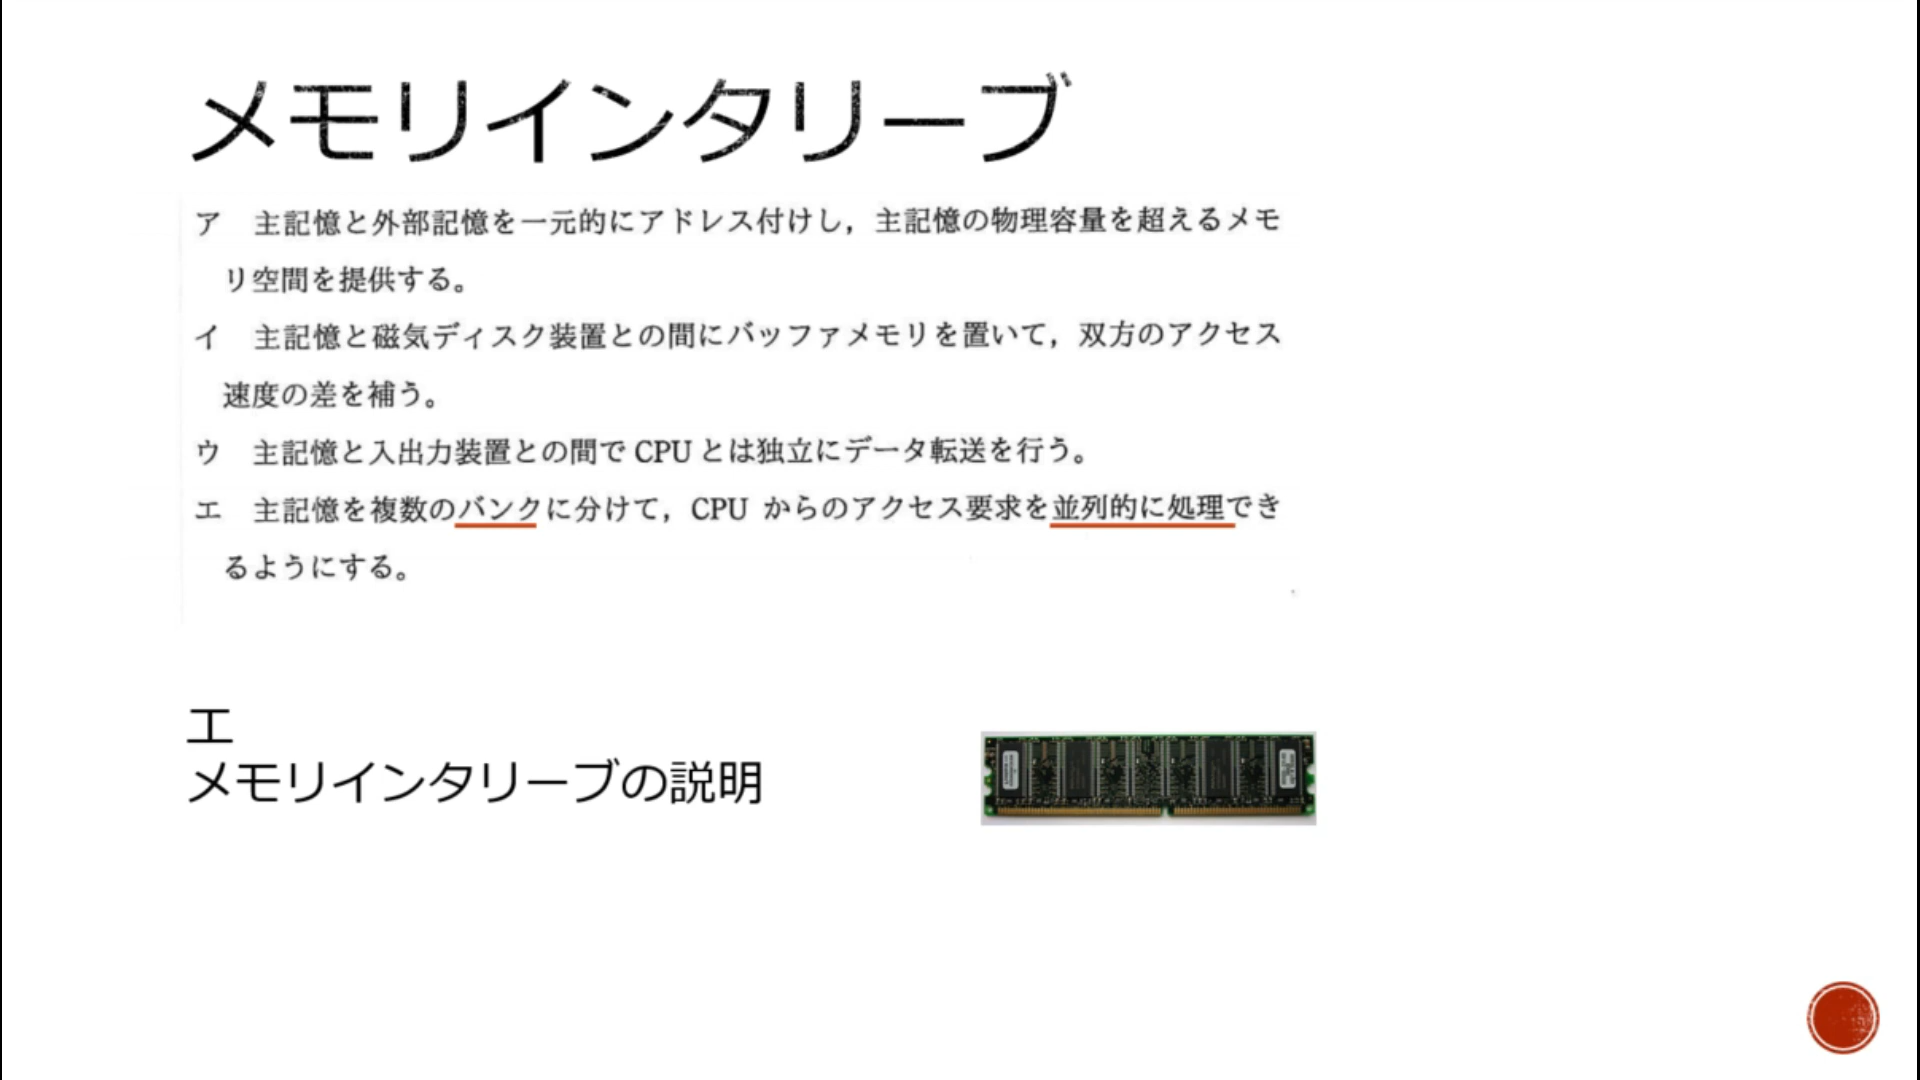 メモリインタリーブ
ア　主記憶と外部記憶を一元的にアドレス付けし，主記憶の物理容量を超えるメモ
リ空間を提供する。
イ　主記憶と磁気ディスク装置との間にバッファメモリを置いて，双方のアクセス
速度の差を補う。
ウ　主記憶と入出力装置との間で CPU とは独立にデータ転送を行う。
エ　主記憶を複数のバンクに分けて，CPU からのアクセス要求を並列的に処理でき
るようにする。
エ
メモリインタリーブの説明